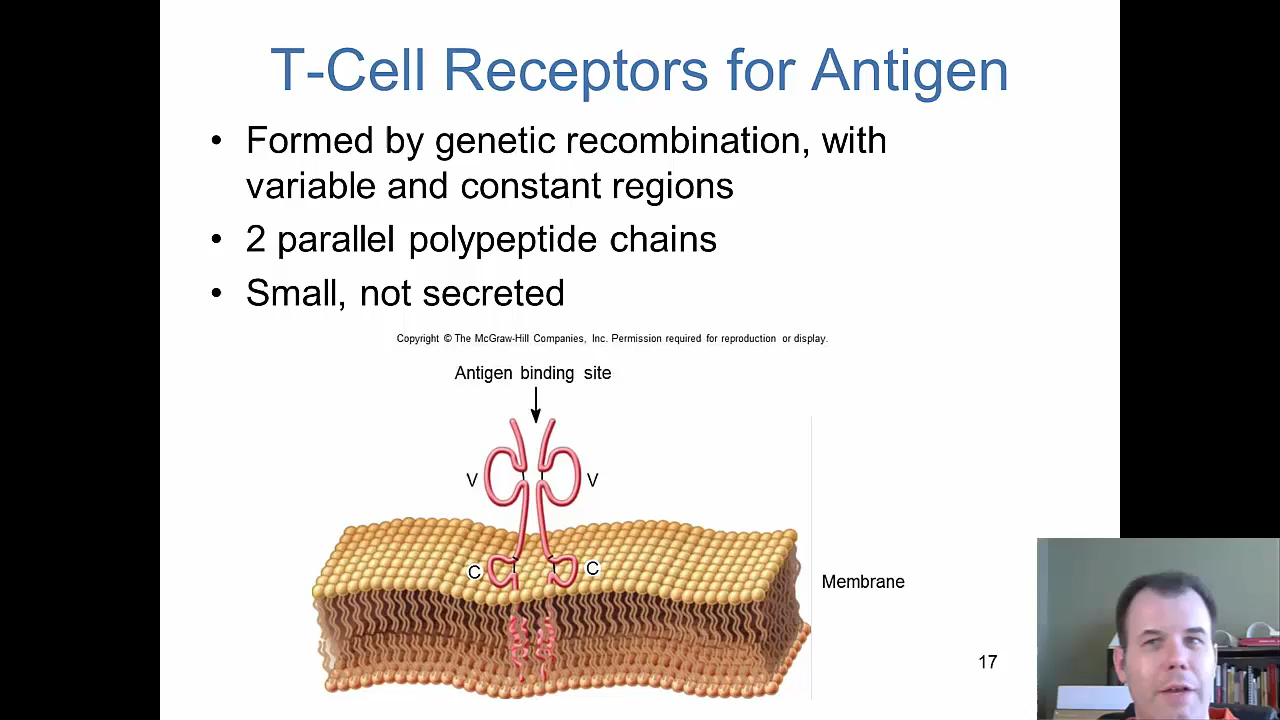 T-Cell Receptors for Antigen
• Formed by genetic recombination, with
variable and constant regions
• 2 parallel polypeptide chains
• Small, not secreted
Copyright © The McGraw-Hill Companies, Inc. Permission required for reproduction or display.
Antigen binding site
V V
C C
Membrane
17